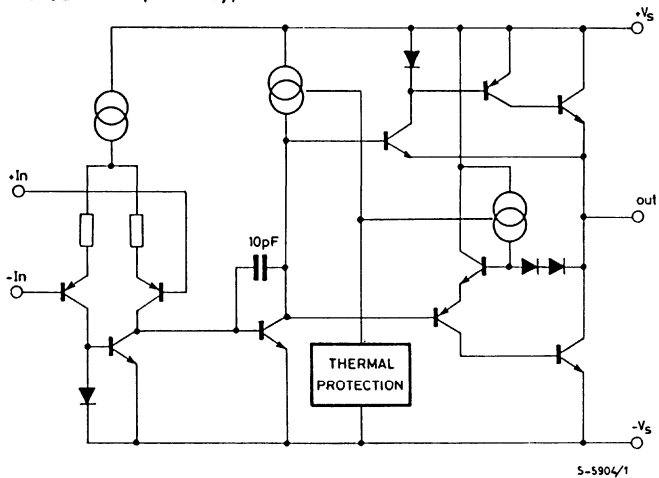 +Vs
+In
out
10pF
-In
THERMAL
PROTECTION
-Vs
S-5904/1